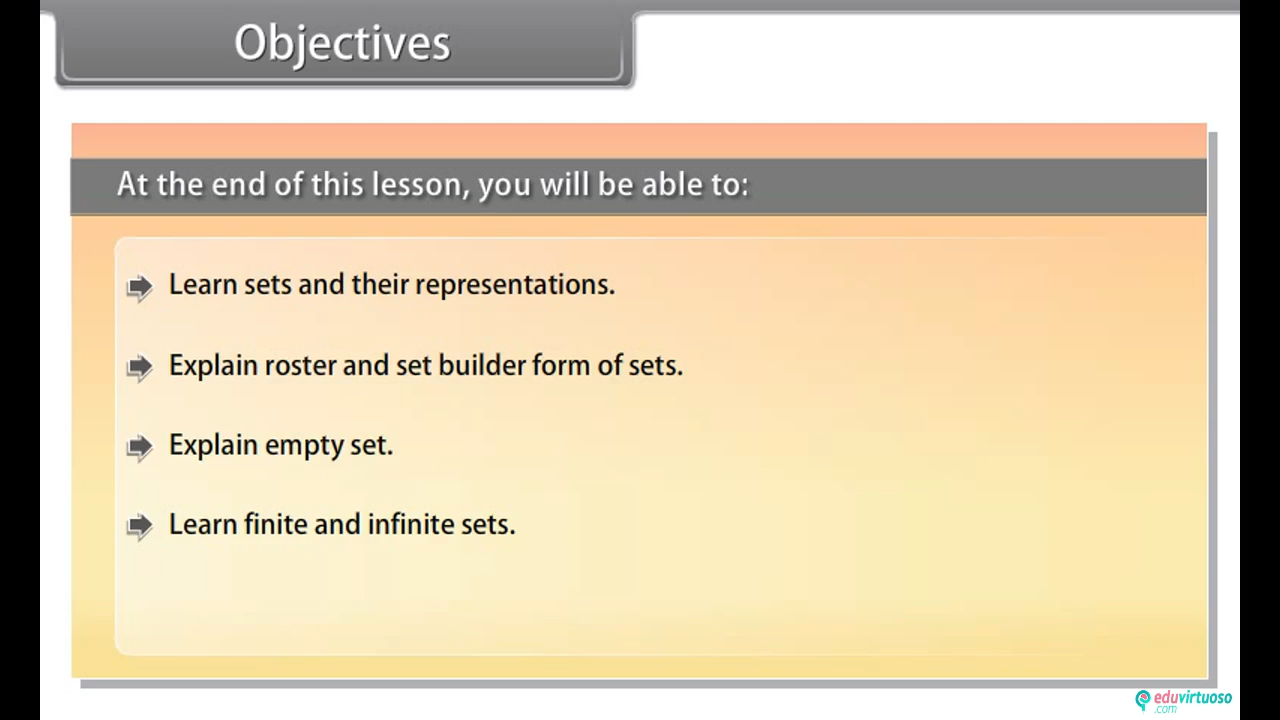 Objectives
At the end of this lesson, you will be able to:
Learn sets and their representations.
Explain roster and set builder form of sets.
Explain empty set.
Learn finite and infinite sets.
eduvirtuoso
.com